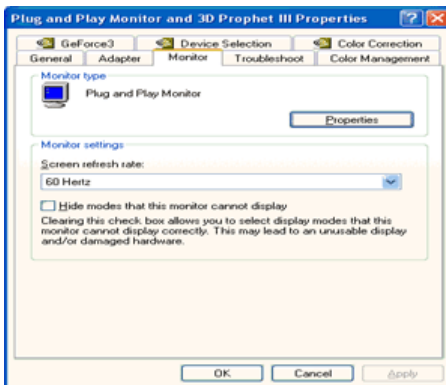 Plug and Play Monitor and 3D Prophet III Properties
GeForce3 Device Selection Color Correction
General Adapter Monitor Troubleshoot Color Management
Monitor type
Plug and Play Monitor
Properties
Monitor settings
Screen refresh rate:
60 Hertz
Hide modes that this monitor cannot display
Clearing this check box allows you to select display modes that this
monitor cannot display correctly. This may lead to an unusable display
and/or damaged hardware.
OK Cancel Apply